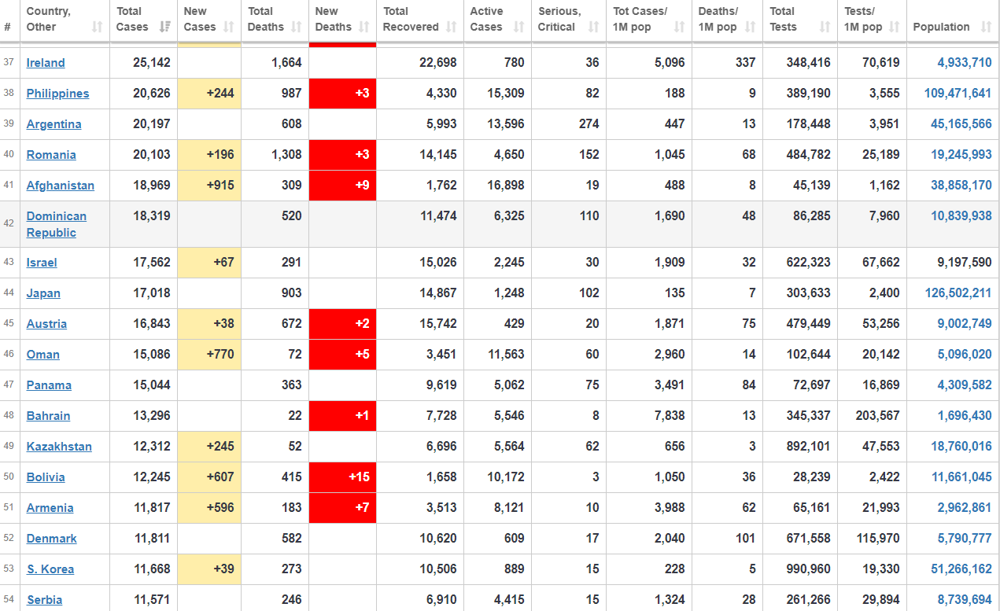 # Country, Other Total Cases New Cases Total Deaths New Deaths Total Recovered Active Cases Serious, Critical Tot Cases/ 1M pop Deaths/ 1M pop Total Tests Tests/ 1M pop Population
37 Ireland 25,142 1,664 22,698 780 36 5,096 337 348,416 70,619 4,933,710
38 Philippines 20,626 +244 987 +3 4,330 15,309 82 188 9 389,190 3,555 109,471,641
39 Argentina 20,197 608 5,993 13,596 274 447 13 178,448 3,951 45,165,566
40 Romania 20,103 +196 1,308 +3 14,145 4,650 152 1,045 68 484,782 25,189 19,245,993
41 Afghanistan 18,969 +915 309 +9 1,762 16,898 19 488 8 45,139 1,162 38,858,170
42 Dominican Republic 18,319 520 11,474 6,325 110 1,690 48 86,285 7,960 10,839,938
43 Israel 17,562 +67 291 15,026 2,245 30 1,909 32 622,323 67,662 9,197,590
44 Japan 17,018 903 14,867 1,248 102 135 7 303,633 2,400 126,502,211
45 Austria 16,843 +38 672 +2 15,742 429 20 1,871 75 479,449 53,256 9,002,749
46 Oman 15,086 +770 72 +5 3,451 11,563 60 2,960 14 102,644 20,142 5,096,020
47 Panama 15,044 363 9,619 5,062 75 3,491 84 72,697 16,869 4,309,582
48 Bahrain 13,296 22 +1 7,728 5,546 8 7,838 13 345,337 203,567 1,696,430
49 Kazakhstan 12,312 +245 52 6,696 5,564 62 656 3 892,101 47,553 18,760,016
50 Bolivia 12,245 +607 415 +15 1,658 10,172 3 1,050 36 28,239 2,422 11,661,045
51 Armenia 11,817 +596 183 +7 3,513 8,121 10 3,988 62 65,161 21,993 2,962,861
52 Denmark 11,811 582 10,620 609 17 2,040 101 671,558 115,970 5,790,777
53 S. Korea 11,668 +39 273 10,506 889 15 228 5 990,960 19,330 51,266,162
54 Serbia 11,571 246 6,910 4,415 15 1,324 28 261,266 29,894 8,739,694